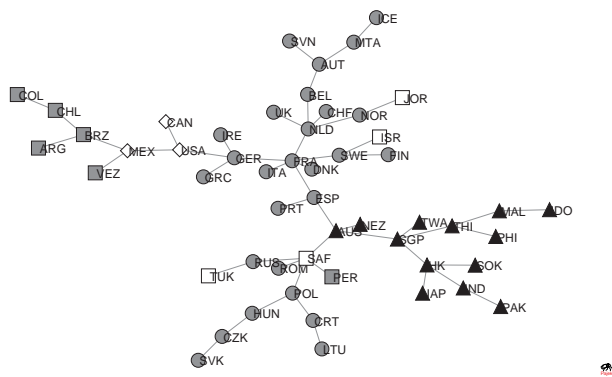 ICE
SVN
MTA
AUT
COL
BEL
CHL
UK
CHF
NOR
JOR
CAN
NLD
BRZ
IRE
ISR
ARG
MEX
USA
GER
FRA
SWE
FIN
VEZ
GRC
ITA
DNK
ESP
PRT
MAL
DO
AUS
NEZ
TWA
THI
SGP
PHI
SAF
RUS
ROM
TUK
PER
HK
SOK
POL
JAP
IND
PAK
HUN
CRT
CZK
LTU
SVK